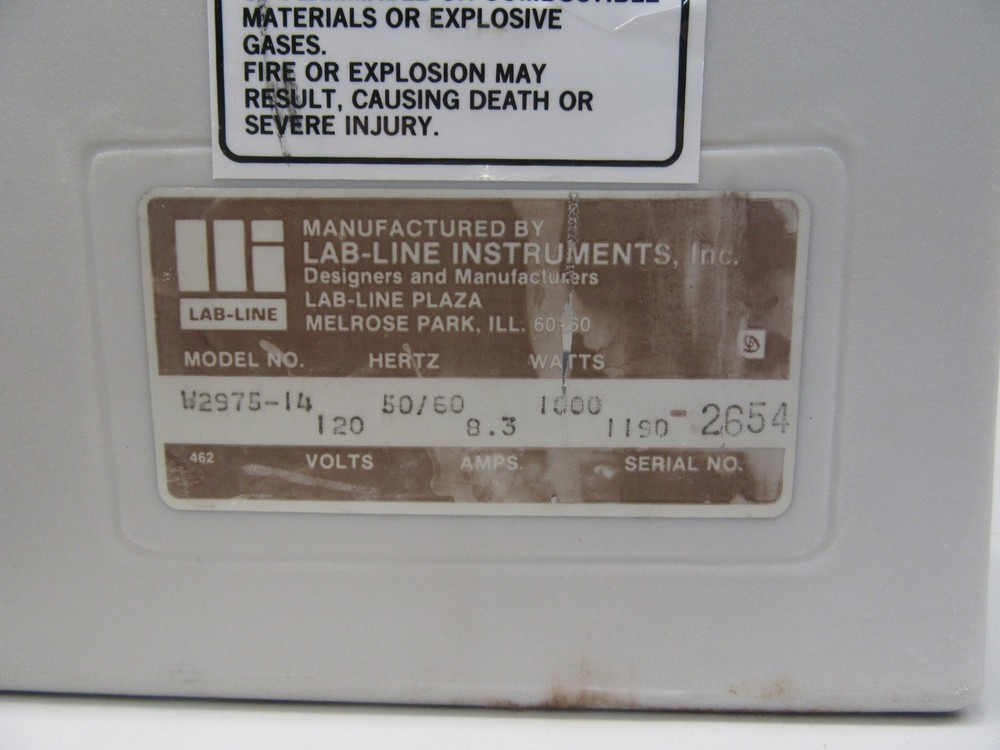 MATERIALS OR EXPLOSIVE
GASES.
FIRE OR EXPLOSION MAY
RESULT, CAUSING DEATH OR
SEVERE INJURY.
LAB-LINE
MANUFACTURED BY
LAB-LINE INSTRUMENTS, Inc.
Designers and Manufacturers
LAB-LINE PLAZA
MELROSE PARK, ILL. 60160
MODEL NO. HERTZ WATTS
W2975-14 50/60 1000
120 8.3 1190-2654
462 VOLTS AMPS. SERIAL NO.